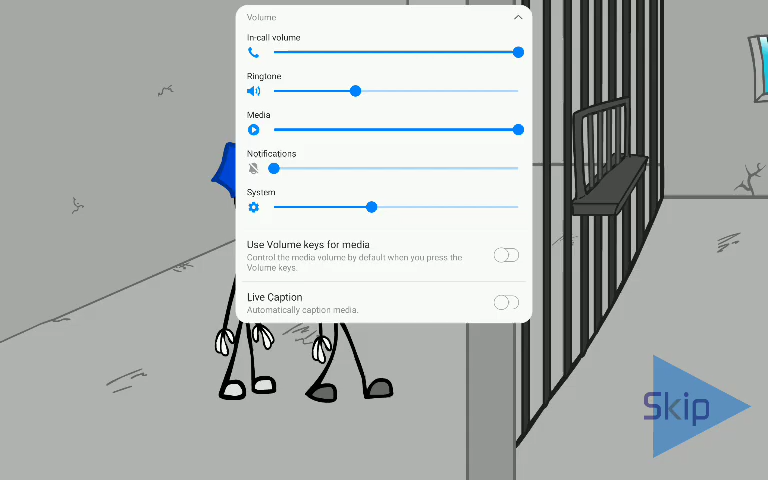 Volume
In-call volume
Ringtone
Media
Notifications
System
Use Volume keys for media
Control the media volume by default when you press the
Volume keys.
Live Caption
Automatically caption media.
Skip